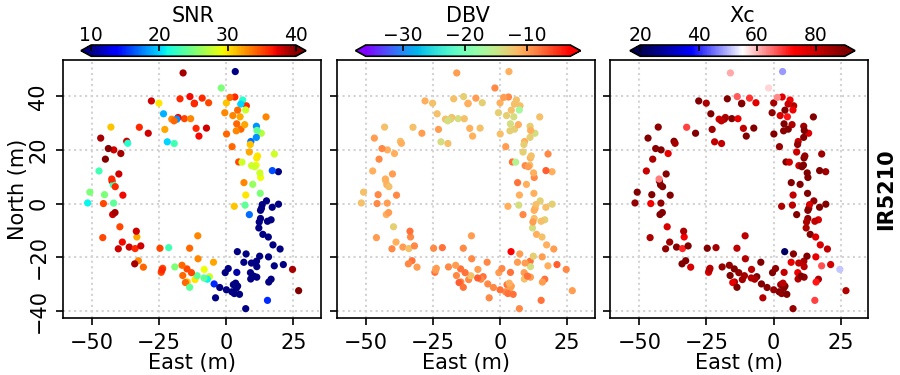 SNR DBV Xc
10 20 30 40 −30 −20 −10 20 40 60 80
40
20
0
−20
−40
North (m)
IR5210
−50 −25 0 25 −50 −25 0 25 −50 −25 0 25
East (m) East (m) East (m)